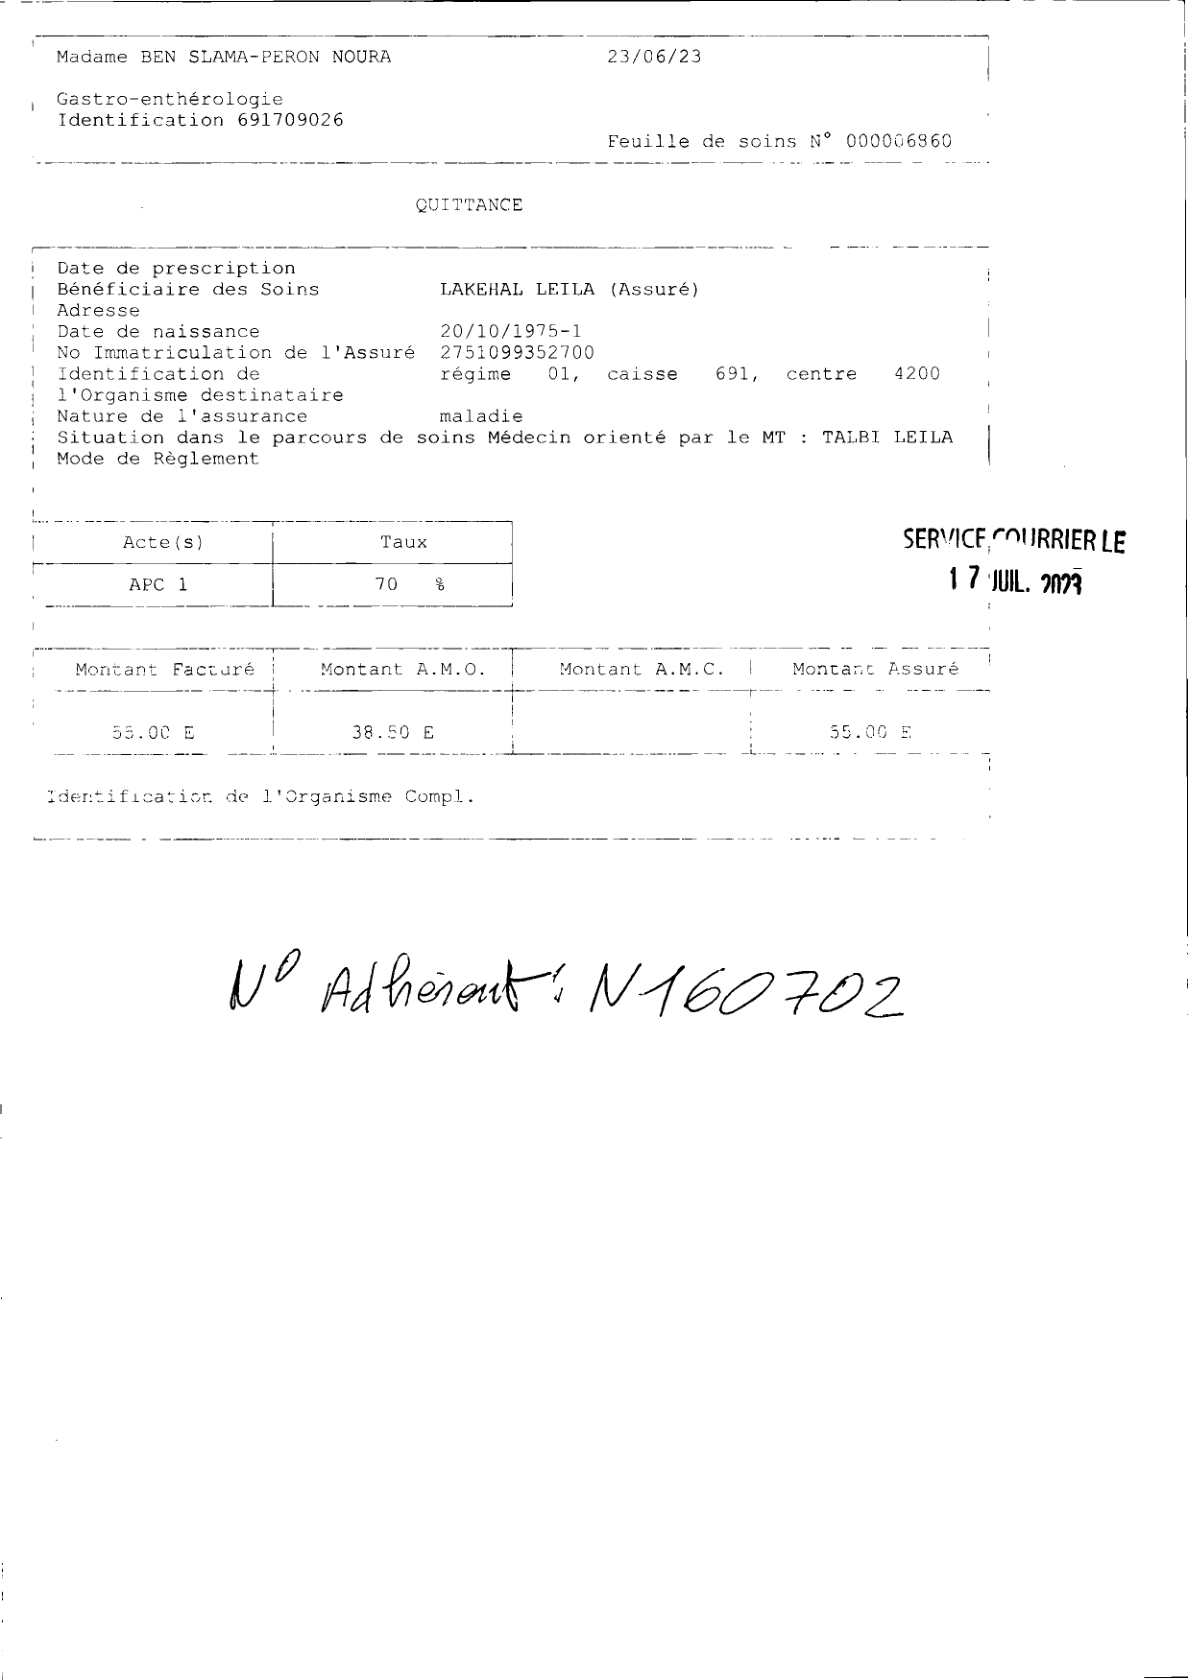 Madame BEN SLAMA-PERON NOURA 23/06/23
Gastro-enthérologie
Identification 691709026
Feuille de soins N° 000006860
QUITTANCE
Date de prescription
Bénéficiaire des Soins LAKEHAL LEILA (Assuré)
Adresse
Date de naissance 20/10/1975-1
No Immatriculation de l'Assuré 2751099352700
Identification de régime 01, caisse 691, centre 4200
l'Organisme destinataire
Nature de l'assurance maladie
Situation dans le parcours de soins Médecin orienté par le MT : TALBI LEILA
Mode de Règlement
SERVICE COURRIER LE
17 JUIL. 2023
Acte(s) Taux
APC 1 70 %
Montant Facturé Montant A.M.O. Montant A.M.C. Montant Assuré
55.00 E 38.50 E 55.00 E
Identification de l'Organisme Compl.
N° Adhérent : N160702